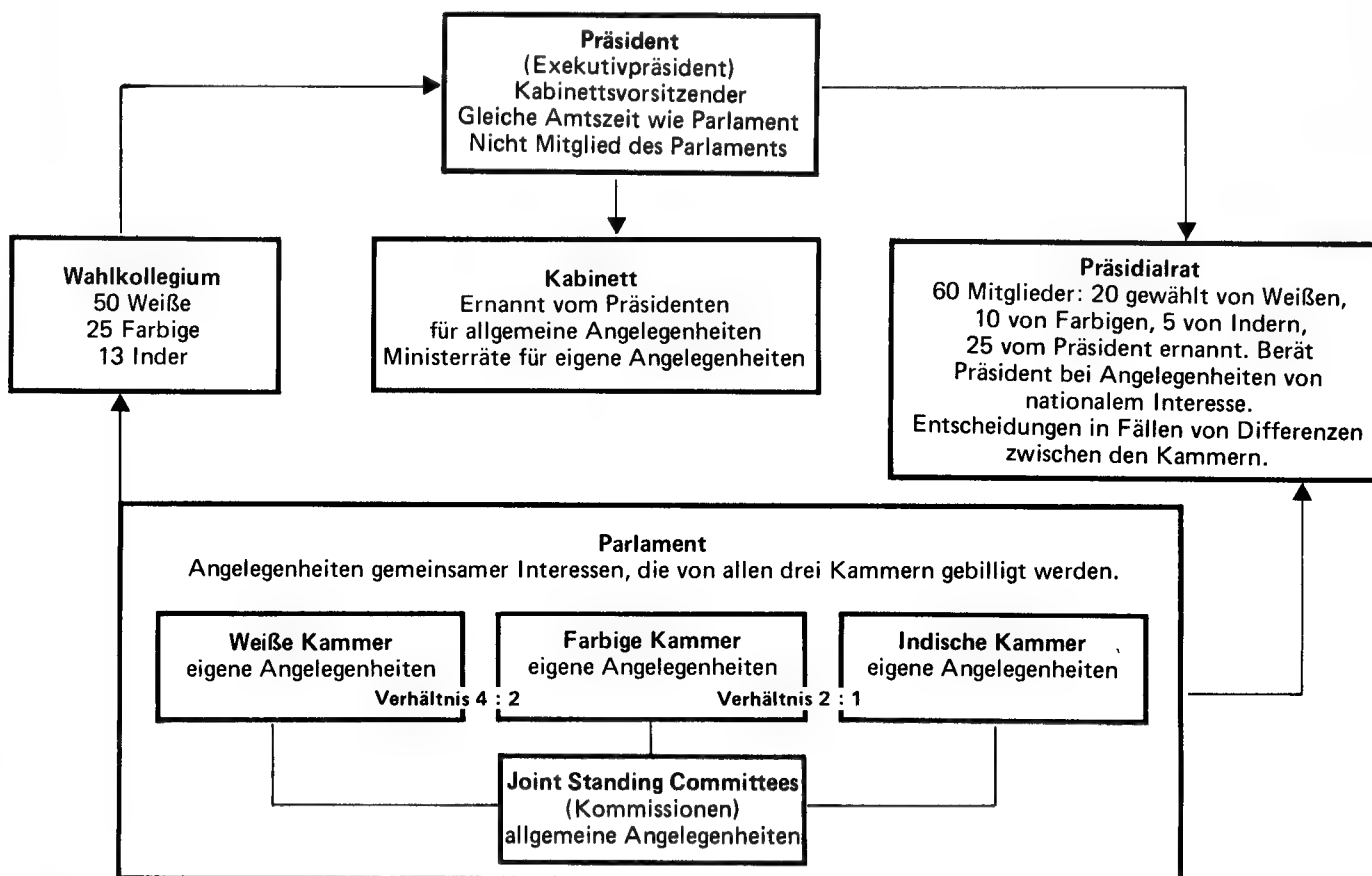 Präsident
(Exekutivpräsident)
Kabinettsvorsitzender
Gleiche Amtszeit wie Parlament
Nicht Mitglied des Parlaments
Wahlkollegium
50 Weiße
25 Farbige
13 Inder
Kabinett
Ernannt vom Präsidenten
für allgemeine Angelegenheiten
Ministerräte für eigene Angelegenheiten
Präsidialrat
60 Mitglieder: 20 gewählt von Weißen,
10 von Farbigen, 5 von Indern,
25 vom Präsident ernannt. Berät
Präsident bei Angelegenheiten von
nationalem Interesse.
Entscheidungen in Fällen von Differenzen
zwischen den Kammern.
Parlament
Angelegenheiten gemeinsamer Interessen, die von allen drei Kammern gebilligt werden.
Weiße Kammer
eigene Angelegenheiten
Farbige Kammer
eigene Angelegenheiten
Indische Kammer
eigene Angelegenheiten
Verhältnis 4 : 2
Verhältnis 2 : 1
Joint Standing Committees
(Kommissionen)
allgemeine Angelegenheiten